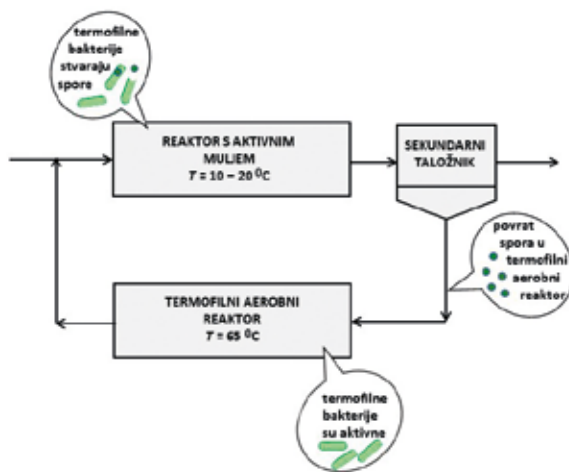 termofilne
bakterije
stvaraju
spore
REAKTOR S AKTIVNIM
MULJEM
T = 10 – 20 ⁰C
SEKUNDARNI
TALOŽNIK
povrat
spora u
termofilni
aerobni
reaktor
TERMOFILNI AEROBNI
REAKTOR
T = 65 ⁰C
termofilne
bakterije
su aktivne